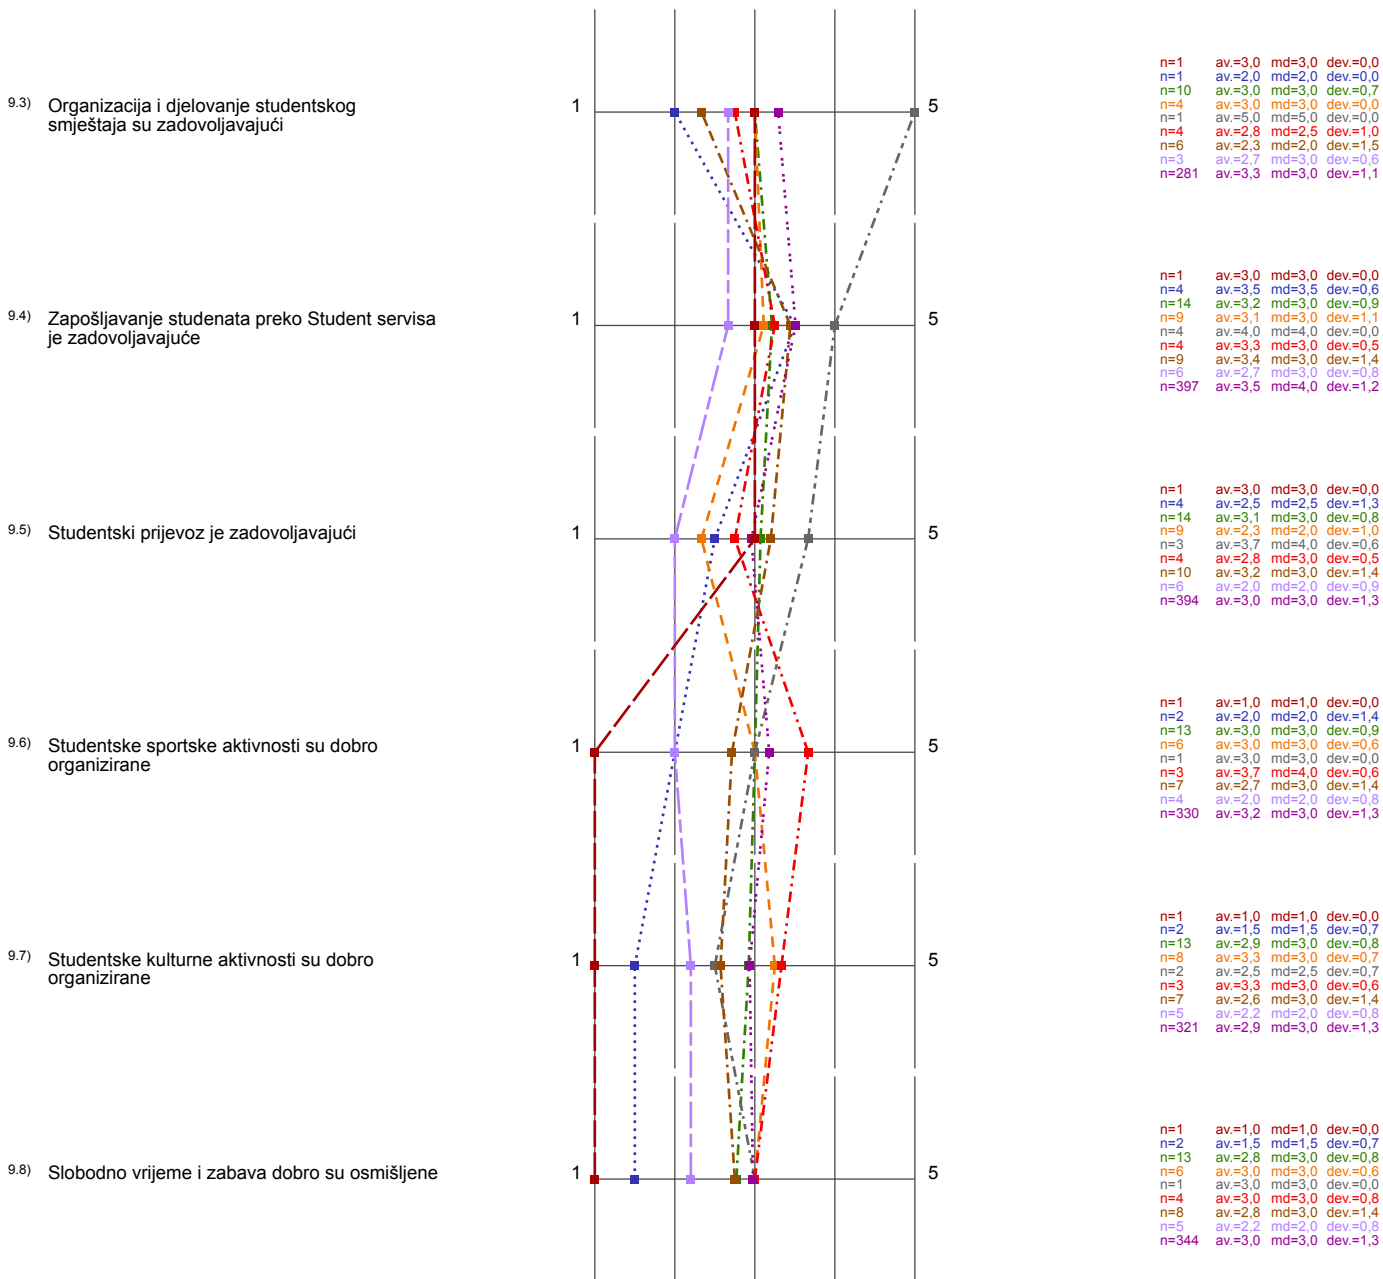 9.3) Organizacija i djelovanje studentskog
smještaja su zadovoljavajući
1 5
n=1 av.=3,0 md=3,0 dev.=0,0
n=1 av.=2,0 md=2,0 dev.=0,0
n=10 av.=3,0 md=3,0 dev.=0,7
n=4 av.=3,0 md=3,0 dev.=0,0
n=1 av.=5,0 md=5,0 dev.=0,0
n=4 av.=2,8 md=2,5 dev.=1,0
n=6 av.=2,3 md=2,0 dev.=1,5
n=3 av.=2,7 md=3,0 dev.=0,6
n=281 av.=3,3 md=3,0 dev.=1,1
9.4) Zapošljavanje studenata preko Student servisa
je zadovoljavajuće
1 5
n=1 av.=3,0 md=3,0 dev.=0,0
n=4 av.=3,5 md=3,5 dev.=0,6
n=14 av.=3,2 md=3,0 dev.=0,9
n=9 av.=3,1 md=3,0 dev.=1,1
n=4 av.=4,0 md=4,0 dev.=0,0
n=4 av.=3,3 md=3,0 dev.=0,5
n=9 av.=3,4 md=3,0 dev.=1,4
n=6 av.=2,7 md=3,0 dev.=0,8
n=397 av.=3,5 md=4,0 dev.=1,2
9.5) Studentski prijevoz je zadovoljavajući
1 5
n=1 av.=3,0 md=3,0 dev.=0,0
n=4 av.=2,5 md=2,5 dev.=1,3
n=14 av.=3,1 md=3,0 dev.=0,8
n=9 av.=2,3 md=2,0 dev.=1,0
n=3 av.=3,7 md=4,0 dev.=0,6
n=4 av.=2,8 md=3,0 dev.=0,5
n=10 av.=3,2 md=3,0 dev.=1,4
n=6 av.=2,0 md=2,0 dev.=0,9
n=394 av.=3,0 md=3,0 dev.=1,3
9.6) Studentske sportske aktivnosti su dobro
organizirane
1 5
n=1 av.=1,0 md=1,0 dev.=0,0
n=2 av.=2,0 md=2,0 dev.=1,4
n=13 av.=3,0 md=3,0 dev.=0,9
n=6 av.=3,0 md=3,0 dev.=0,6
n=1 av.=3,0 md=3,0 dev.=0,0
n=3 av.=3,7 md=4,0 dev.=0,6
n=7 av.=2,7 md=3,0 dev.=1,4
n=4 av.=2,0 md=2,0 dev.=0,8
n=330 av.=3,2 md=3,0 dev.=1,3
9.7) Studentske kulturne aktivnosti su dobro
organizirane
1 5
n=1 av.=1,0 md=1,0 dev.=0,0
n=2 av.=1,5 md=1,5 dev.=0,7
n=13 av.=2,9 md=3,0 dev.=0,8
n=8 av.=3,3 md=3,0 dev.=0,7
n=2 av.=2,5 md=2,5 dev.=0,7
n=3 av.=3,3 md=3,0 dev.=0,6
n=7 av.=2,6 md=3,0 dev.=1,4
n=5 av.=2,2 md=2,0 dev.=0,8
n=321 av.=2,9 md=3,0 dev.=1,3
9.8) Slobodno vrijeme i zabava dobro su osmišljene
1 5
n=1 av.=1,0 md=1,0 dev.=0,0
n=2 av.=1,5 md=1,5 dev.=0,7
n=13 av.=2,8 md=3,0 dev.=0,8
n=6 av.=3,0 md=3,0 dev.=0,6
n=1 av.=3,0 md=3,0 dev.=0,0
n=4 av.=3,0 md=3,0 dev.=0,8
n=8 av.=2,8 md=3,0 dev.=1,4
n=5 av.=2,2 md=2,0 dev.=0,8
n=344 av.=3,0 md=3,0 dev.=1,3